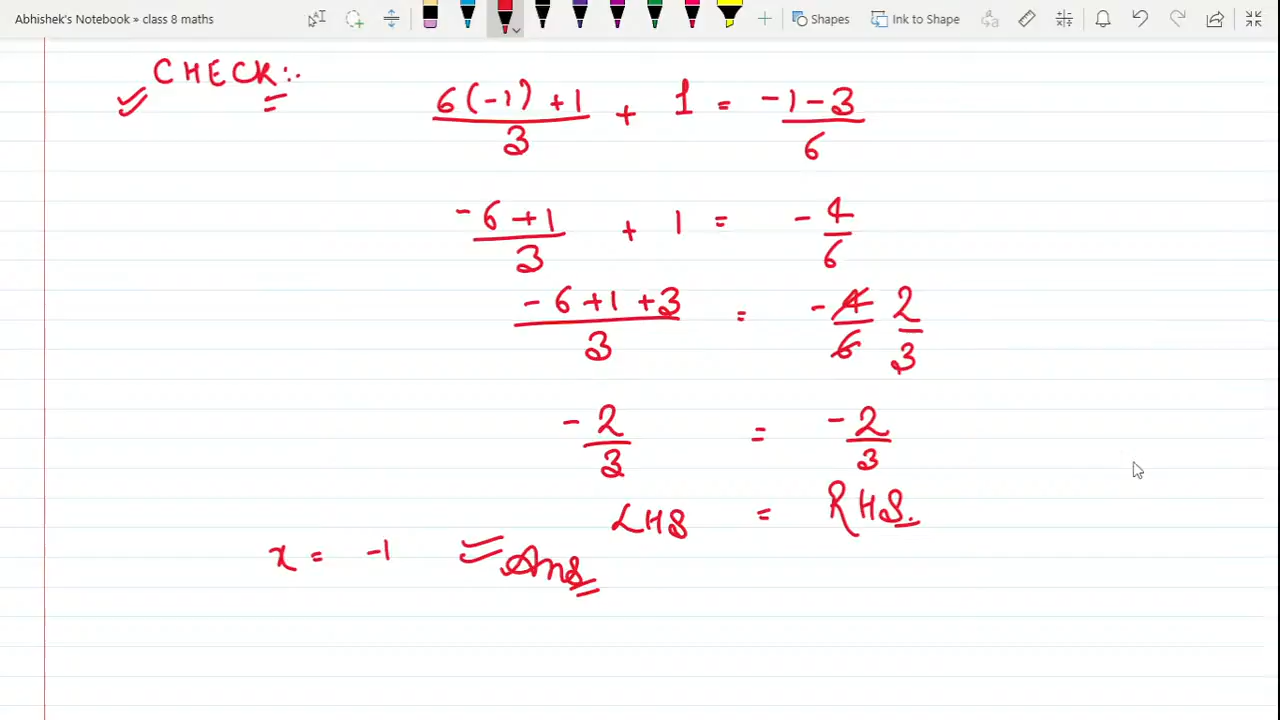 Abhishek's Notebook » class 8 maths
Shapes
Ink to Shape
CHECK:-
6(-1)+1/3 + 1 = -1-3/6
-6+1/3 + 1 = -4/6
-6+1+3/3 = -4/6 2/3
-2/3 = -2/3
LHS = RHS.
x = -1 Ans